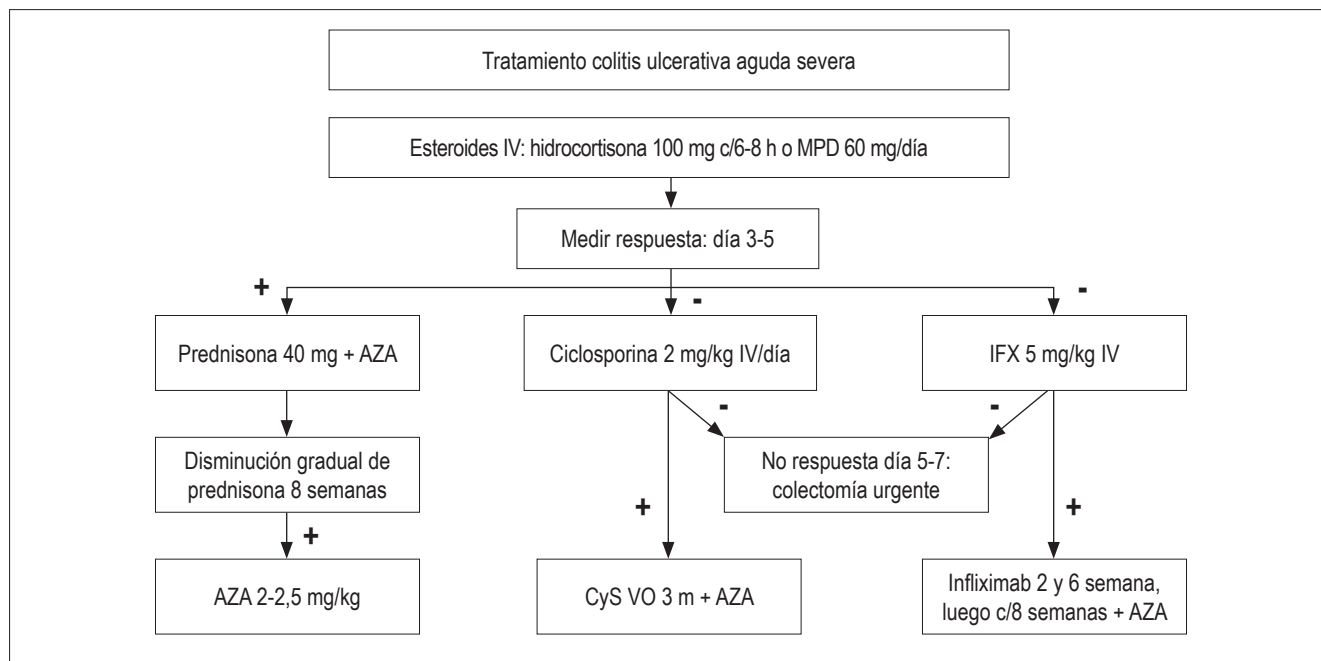 Tratamiento colitis ulcerativa aguda severa
Esteroides IV: hidrocortisona 100 mg c/6-8 h o MPD 60 mg/día
Medir respuesta: día 3-5
+
-
-
Prednisona 40 mg + AZA
Ciclosporina 2 mg/kg IV/día
IFX 5 mg/kg IV
-
-
Disminución gradual de
prednisona 8 semanas
No respuesta día 5-7:
colectomía urgente
+
+
+
AZA 2-2,5 mg/kg
CyS VO 3 m + AZA
Infliximab 2 y 6 semana,
luego c/8 semanas + AZA